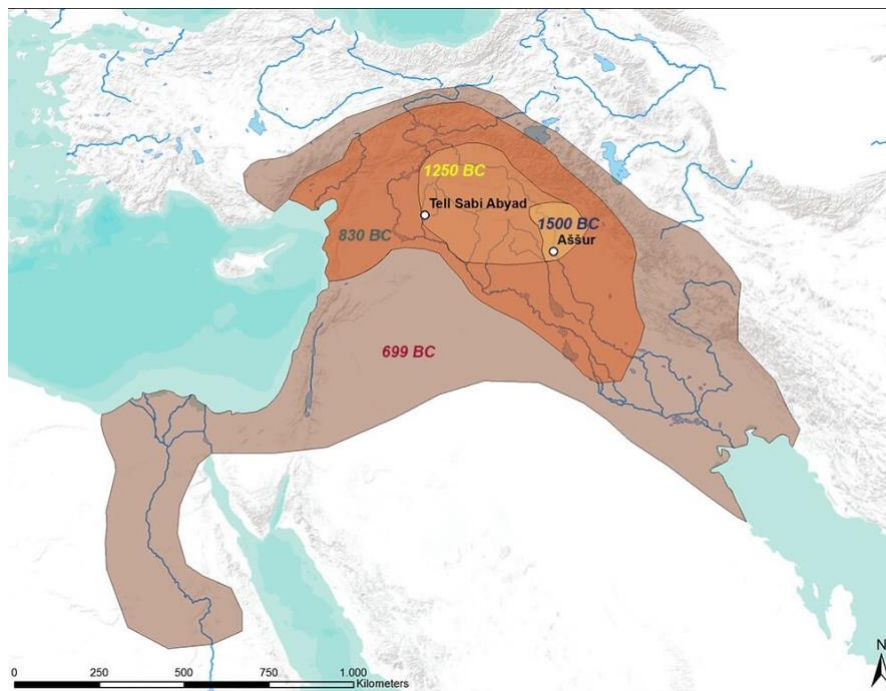 1250 BC
Tell Sabi Abyad
1500 BC
830 BC
Aššur
699 BC
N
0 250 500 750 1.000
Kilometers